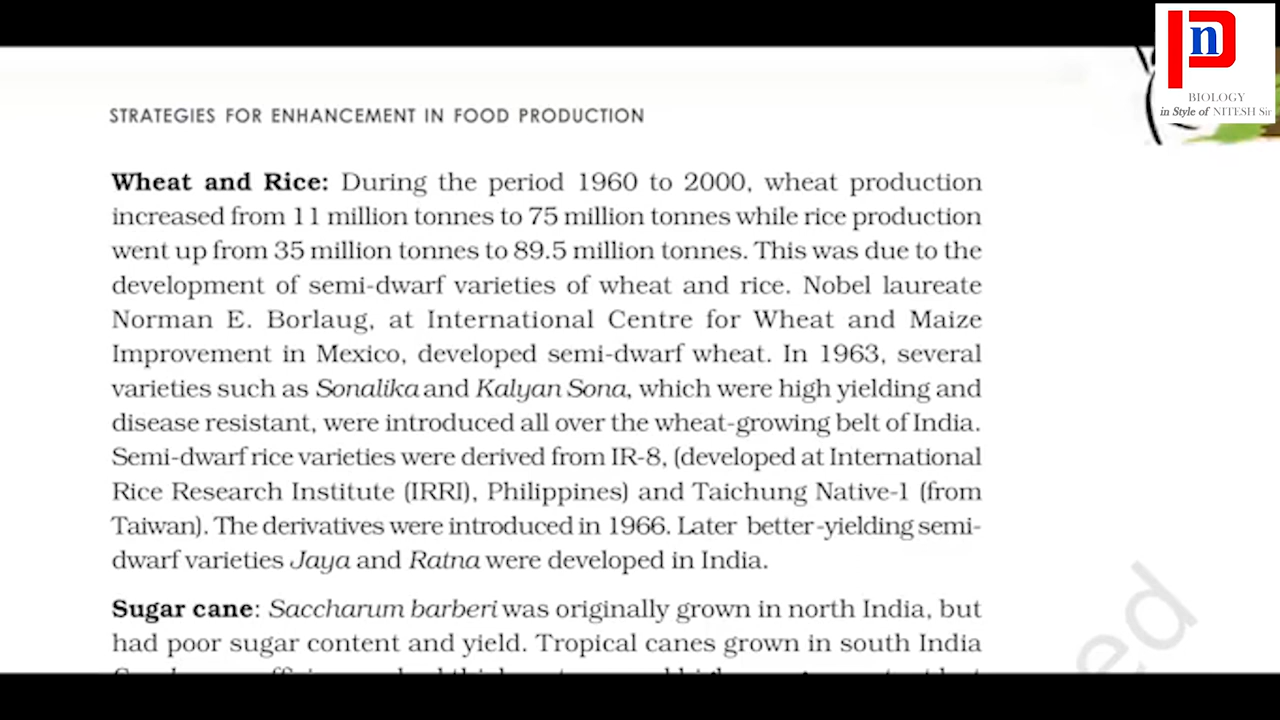 n
BIOLOGY
in Style of NITESH Sir
STRATEGIES FOR ENHANCEMENT IN FOOD PRODUCTION
Wheat and Rice: During the period 1960 to 2000, wheat production
increased from 11 million tonnes to 75 million tonnes while rice production
went up from 35 million tonnes to 89.5 million tonnes. This was due to the
development of semi-dwarf varieties of wheat and rice. Nobel laureate
Norman E. Borlaug, at International Centre for Wheat and Maize
Improvement in Mexico, developed semi-dwarf wheat. In 1963, several
varieties such as Sonalika and Kalyan Sona, which were high yielding and
disease resistant, were introduced all over the wheat-growing belt of India.
Semi-dwarf rice varieties were derived from IR-8, (developed at International
Rice Research Institute (IRRI), Philippines) and Taichung Native-1 (from
Taiwan). The derivatives were introduced in 1966. Later better-yielding semi-
dwarf varieties Jaya and Ratna were developed in India.
Sugar cane: Saccharum barberi was originally grown in north India, but
had poor sugar content and yield. Tropical canes grown in south India
ed